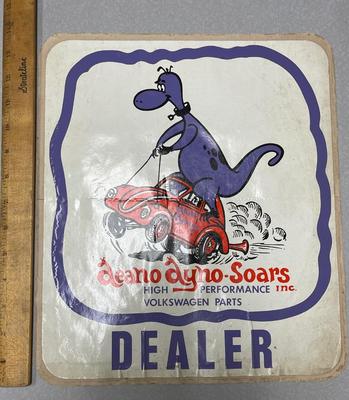 deano dyno-Soars
HIGH PERFORMANCE inc.
VOLKSWAGEN PARTS
DEALER